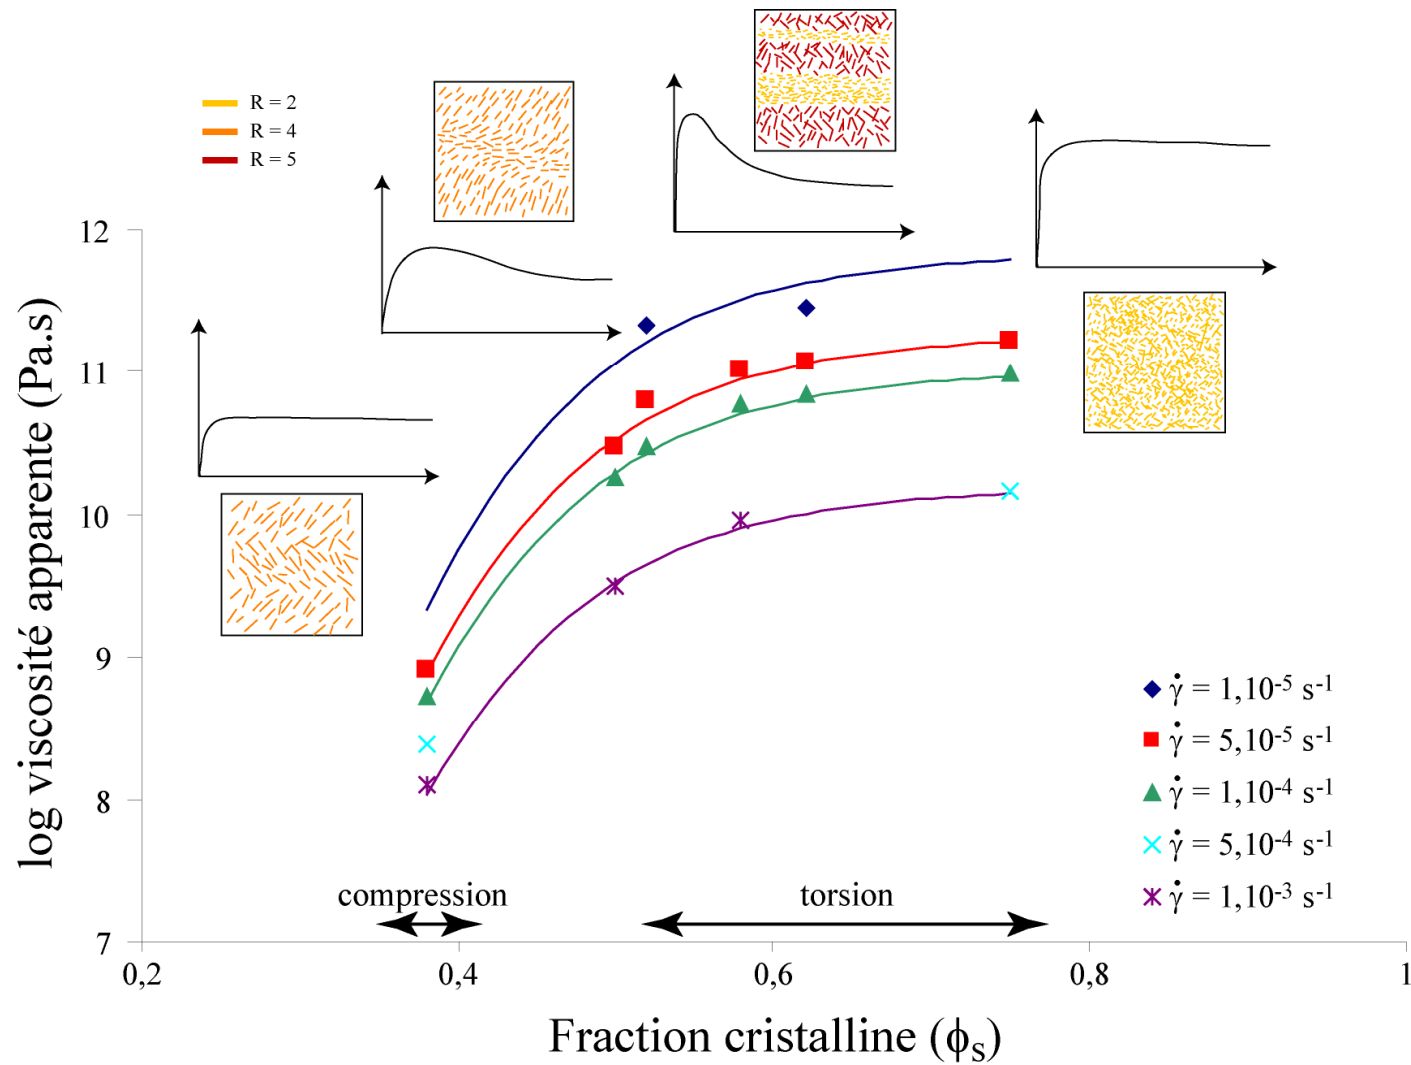 R = 2
R = 4
R = 5
12
11
10
9
8
7
log viscosité apparente (Pa.s)
γ̇ = 1,10⁻⁵ s⁻¹
γ̇ = 5,10⁻⁵ s⁻¹
γ̇ = 1,10⁻⁴ s⁻¹
γ̇ = 5,10⁻⁴ s⁻¹
γ̇ = 1,10⁻³ s⁻¹
compression
torsion
0,2 0,4 0,6 0,8 1
Fraction cristalline (ϕₛ)